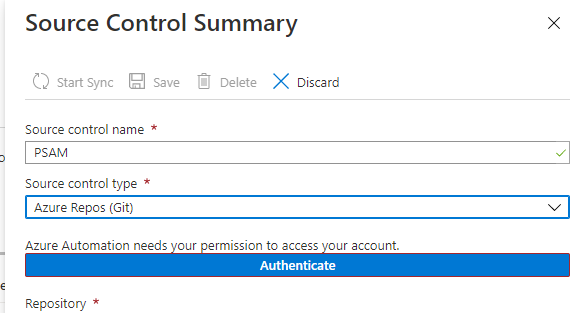 Source Control Summary
Start Sync Save Delete Discard
Source control name *
PSAM
Source control type *
Azure Repos (Git)
Azure Automation needs your permission to access your account.
Authenticate
Repository *